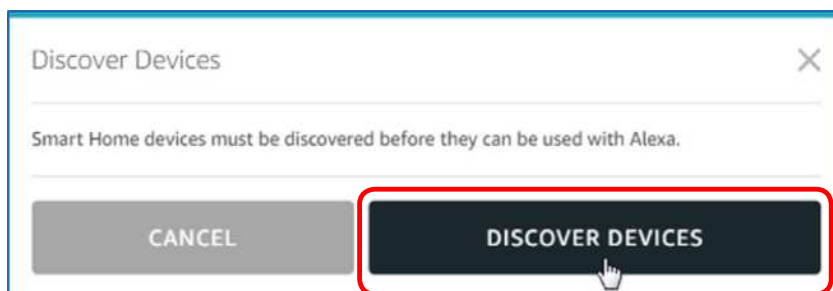 Discover Devices
Smart Home devices must be discovered before they can be used with Alexa.
CANCEL
DISCOVER DEVICES